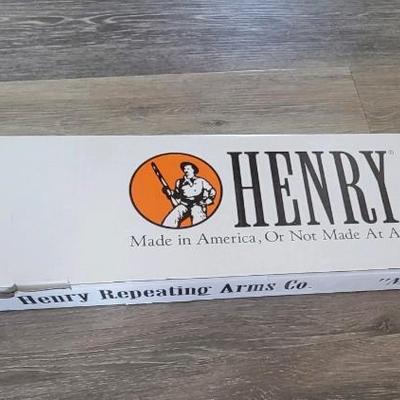 HENRY®
Made in America, Or Not Made At A
Henry Repeating Arms Co.